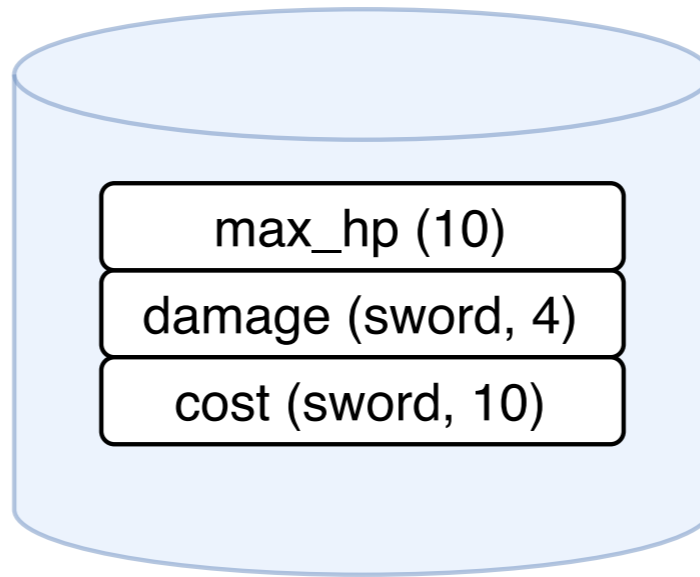 max_hp (10)
damage (sword, 4)
cost (sword, 10)